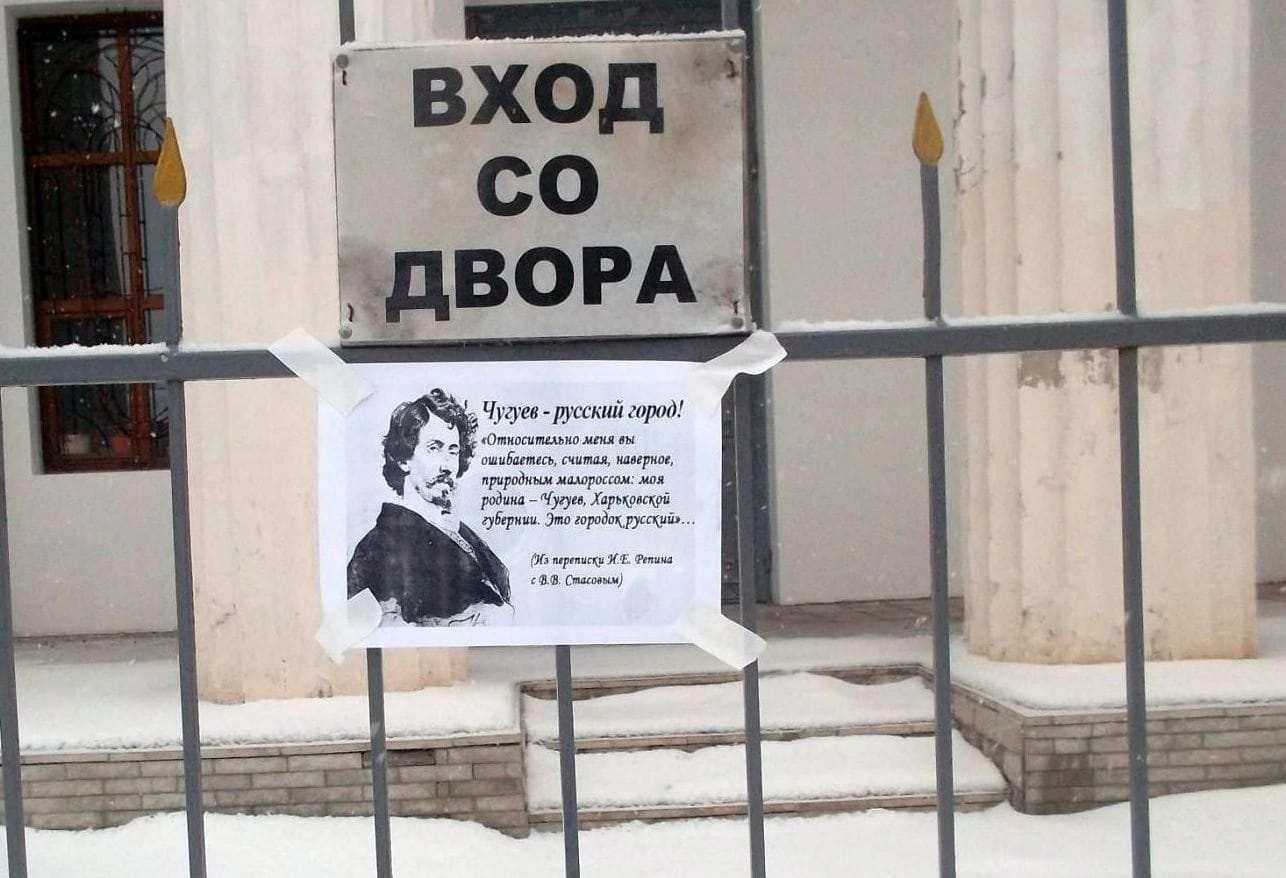 ВХОД
СО
ДВОРА
Чугуев - русский город!
«Относительно меня вы
ошибаетесь, считая, наверное,
природным малороссом: моя
родина – Чугуев, Харьковской
губернии. Это городок русский»...
(Из переписки И.Е. Репина
с В.В. Стасовым)